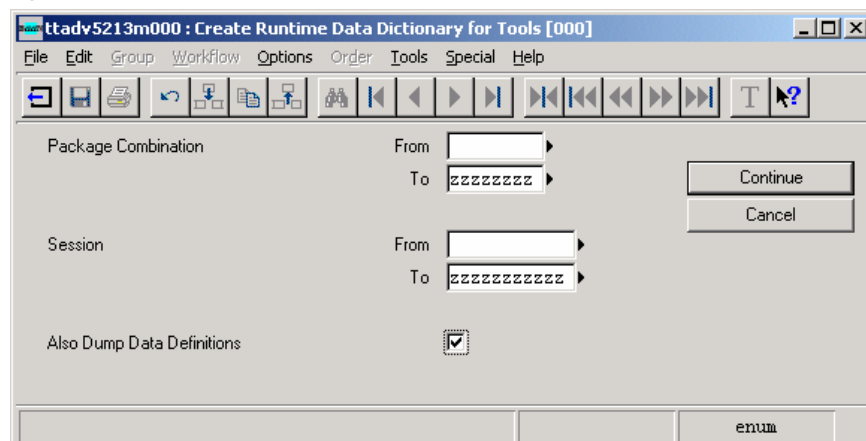 ttadv5213m000 : Create Runtime Data Dictionary for Tools [000]
File Edit Group Workflow Options Order Tools Special Help
T ?
Package Combination From
To zzzzzzzz
Continue
Cancel
Session From
To zzzzzzzzzzz
Also Dump Data Definitions
enum